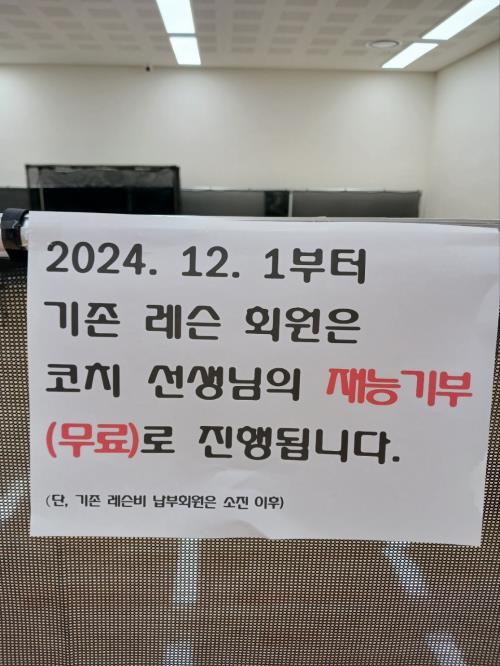 2024. 12. 1부터
기존 레슨 회원은
코치 선생님의 재능기부
(무료)로 진행됩니다.
(단, 기존 레슨비 납부회원은 소진 이후)